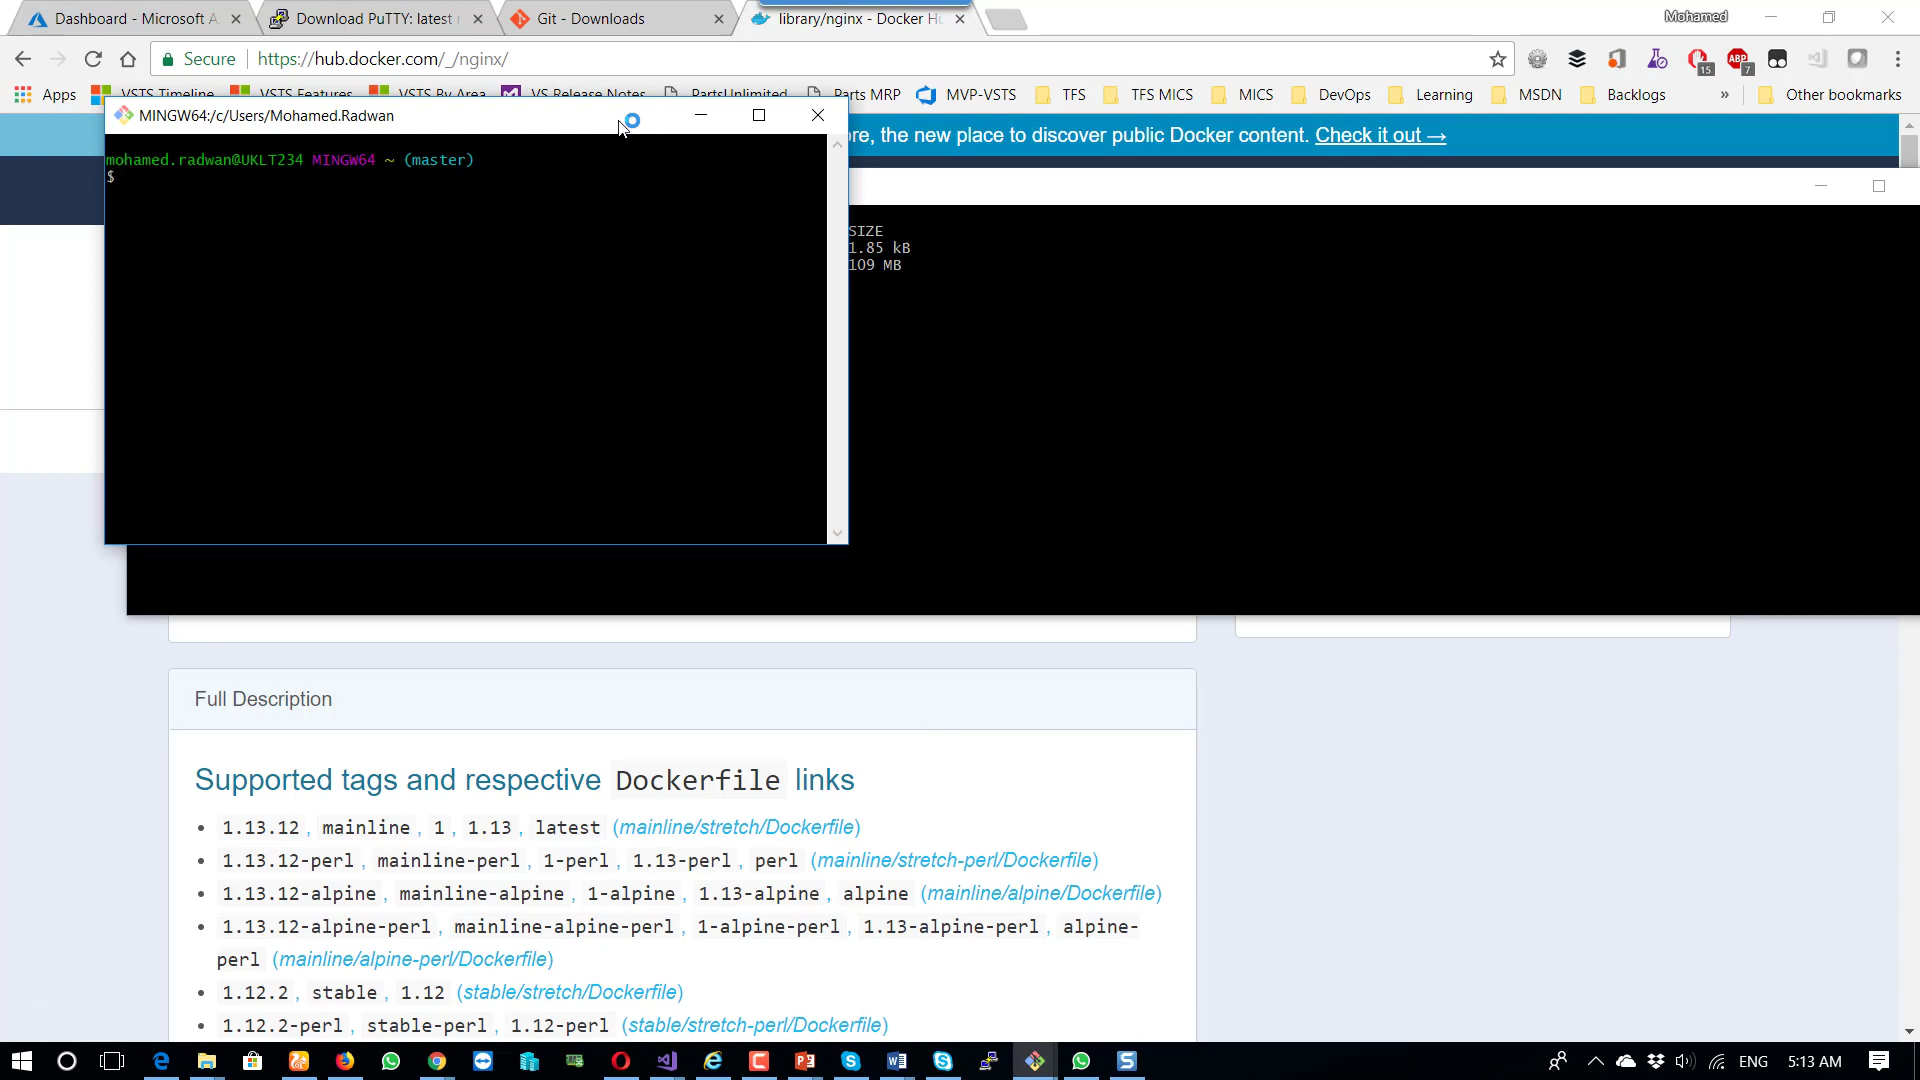 Dashboard - Microsoft A
Download PuTTY: latest
Git - Downloads
library/nginx - Docker H
Mohamed
Secure
https://hub.docker.com/_/nginx/
15
ABP
7
Apps
VSTS Timeline
VSTS Features
VSTS By Area
VS Release Notes
PartsUnlimited
Parts MRP
MVP-VSTS
TFS
TFS MICS
MICS
DevOps
Learning
MSDN
Backlogs
»
Other bookmarks
MINGW64:/c/Users/Mohamed.Radwan
ore, the new place to discover public Docker content. Check it out →
mohamed.radwan@UKLT234 MINGW64 ~ (master)
$
SIZE
1.85 kB
109 MB
Full Description
Supported tags and respective Dockerfile links
• 1.13.12, mainline, 1, 1.13, latest (mainline/stretch/Dockerfile)
• 1.13.12-perl, mainline-perl, 1-perl, 1.13-perl, perl (mainline/stretch-perl/Dockerfile)
• 1.13.12-alpine, mainline-alpine, 1-alpine, 1.13-alpine, alpine (mainline/alpine/Dockerfile)
• 1.13.12-alpine-perl, mainline-alpine-perl, 1-alpine-perl, 1.13-alpine-perl, alpine-
perl (mainline/alpine-perl/Dockerfile)
• 1.12.2, stable, 1.12 (stable/stretch/Dockerfile)
• 1.12.2-perl, stable-perl, 1.12-perl (stable/stretch-perl/Dockerfile)
ENG
5:13 AM